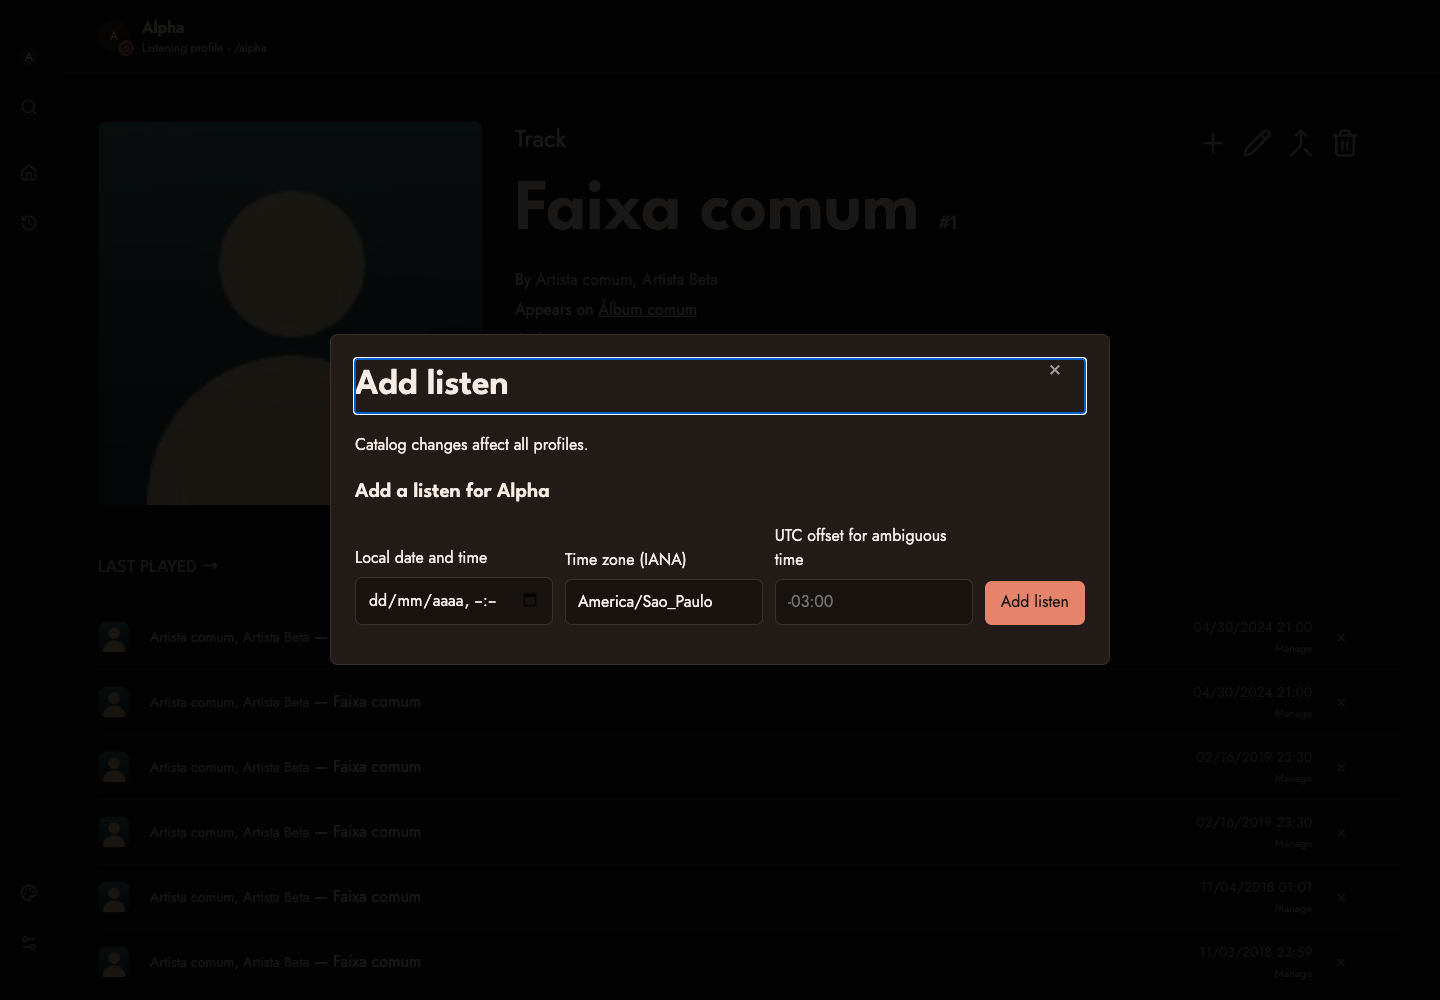 Alpha
Listening profile · /alpha
A
A
Track
Faixa comum #1
By Artista comum, Artista Beta
Appears on Álbum comum
Add listen
×
Catalog changes affect all profiles.
Add a listen for Alpha
Local date and time
Time zone (IANA)
UTC offset for ambiguous
time
dd/mm/aaaa, --:--
America/Sao_Paulo
-03:00
Add listen
LAST PLAYED →
Artista comum, Artista Beta —
04/30/2024 21:00
Manage
×
Artista comum, Artista Beta — Faixa comum
04/30/2024 21:00
Manage
×
Artista comum, Artista Beta — Faixa comum
02/16/2019 23:30
Manage
×
Artista comum, Artista Beta — Faixa comum
02/16/2019 23:30
Manage
×
Artista comum, Artista Beta — Faixa comum
11/04/2018 01:01
Manage
×
Artista comum, Artista Beta — Faixa comum
11/03/2018 23:59
Manage
×